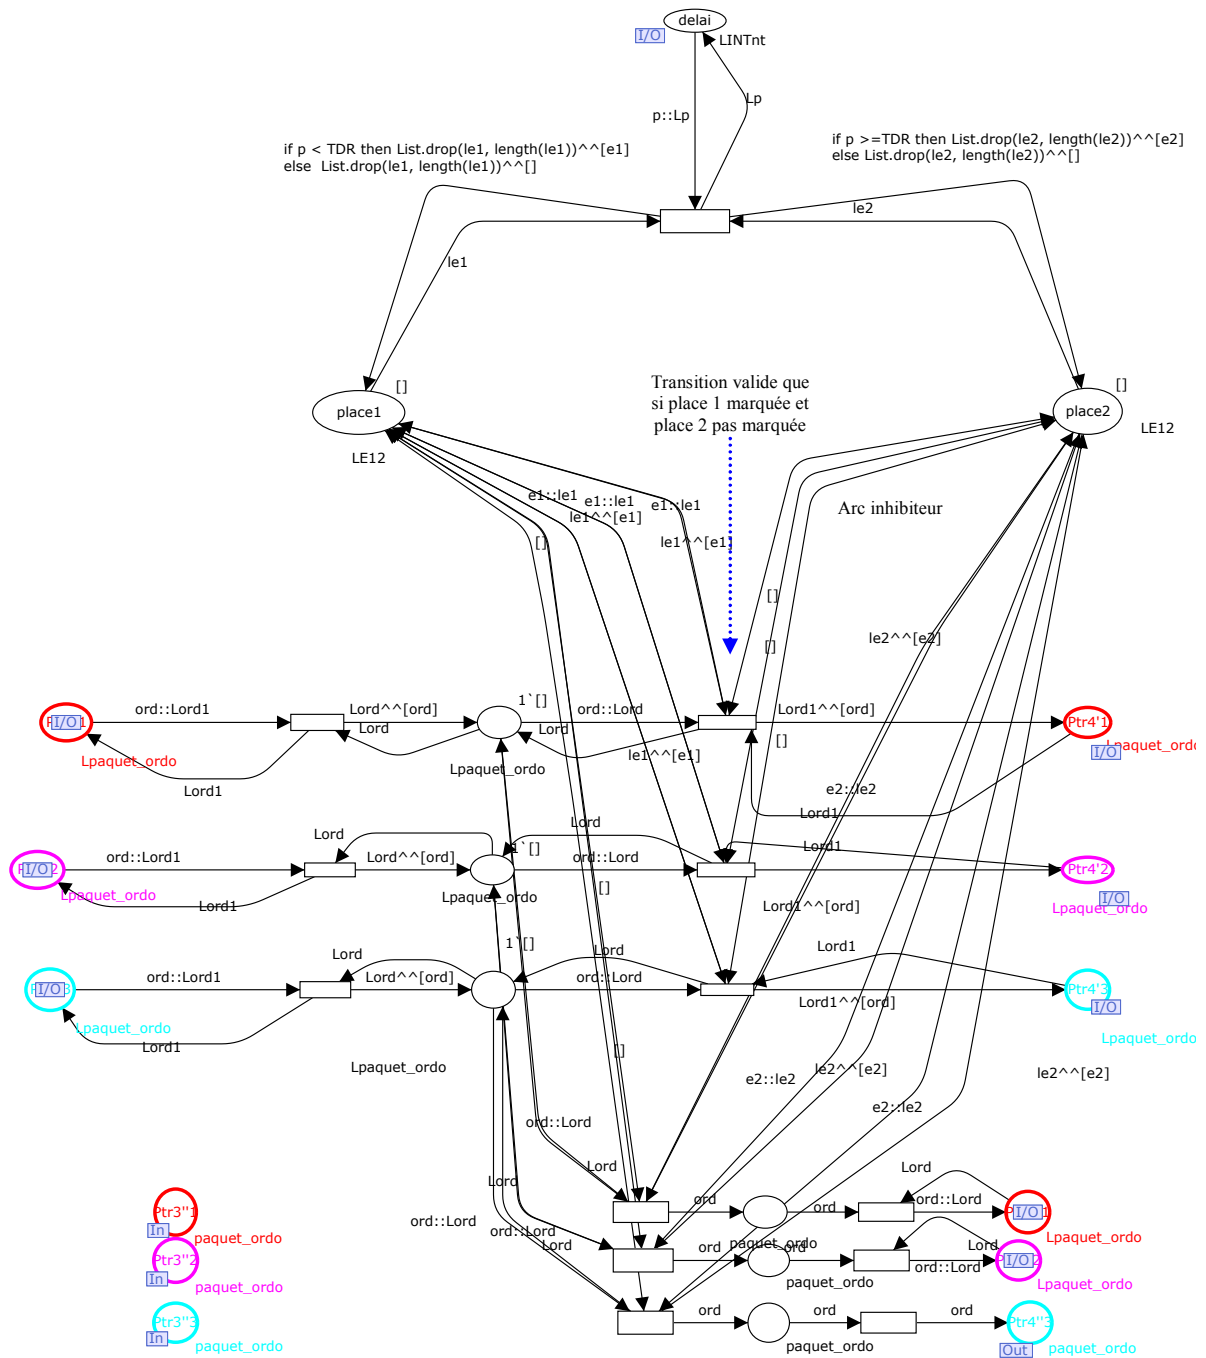 delai
I/O
LINTnt
Lp
p::Lp
if p < TDR then List.drop(le1, length(le1))^^[e1]
else  List.drop(le1, length(le1))^^[]
if p >=TDR then List.drop(le2, length(le2))^^[e2]
else List.drop(le2, length(le2))^^[]
le2
le1
[]
place1
LE12
Transition valide que
si place 1 marquée et
place 2 pas marquée
[]
place2
LE12
e1::le1
e1::le1
e1::le1
le1^^[e1]
Arc inhibiteur
[]
le1^^[e1]
[]
[]
le2^^[e2]
I/O
ord::Lord1
Lord^^[ord]
Lord
1`[]
ord::Lord
Lord
Lord1^^[ord]
Ptr4'1
Lpaquet_ordo
I/O
[]
le1^^[e1]
Lpaquet_ordo
Lpaquet_ordo
Lord1
e2::le2
Lord1
Lord
Lord
Lord1
I/O
ord::Lord1
Lord^^[ord]
1`[]
ord::Lord
Ptr4'2
Lpaquet_ordo
Lord1
Lpaquet_ordo
[]
Lord1^^[ord]
I/O
Lpaquet_ordo
Lord
1`[]
Lord
Lord1
I/O
ord::Lord1
Lord^^[ord]
ord::Lord
Ptr4'3
Lord1^^[ord]
I/O
Lpaquet_ordo
Lord1
Lpaquet_ordo
[]
Lpaquet_ordo
e2::le2
le2^^[e2]
le2^^[e2]
e2::le2
ord::Lord
Lord
Lord
Lord
Ptr3''1
In
paquet_ordo
ord::Lord
ord::Lord
Lord
ord
ord
ord::Lord
I/O
Lpaquet_ordo
Ptr3''2
In
paquet_ordo
ord
paquet_ordo
ord
Lord
ord::Lord
I/O
Lpaquet_ordo
paquet_ordo
Ptr3''3
In
paquet_ordo
ord
ord
ord
Ptr4''3
Out
paquet_ordo
paquet_ordo